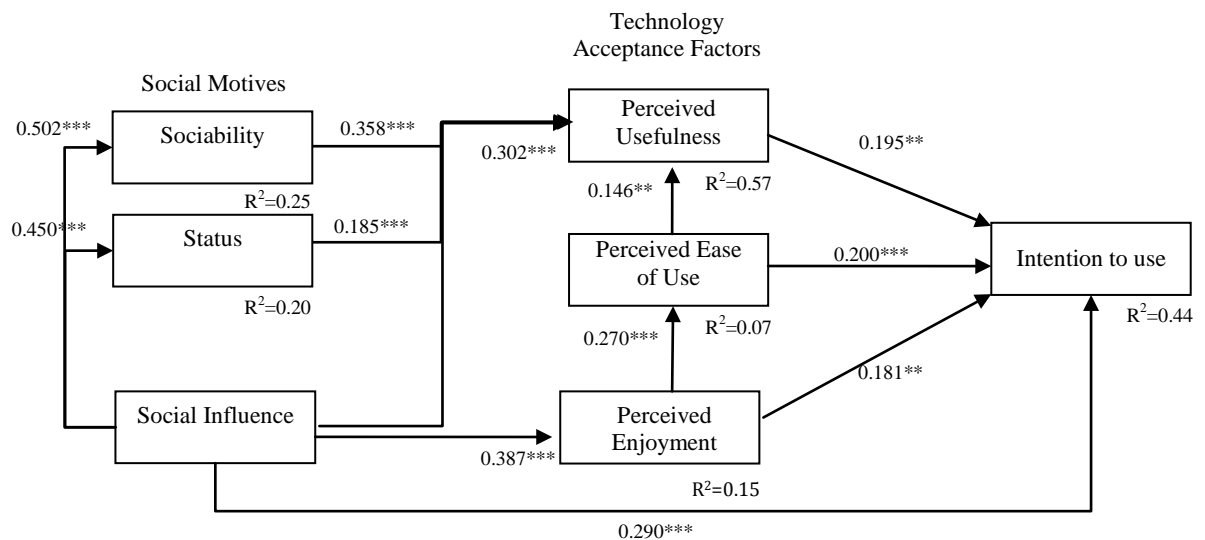 Technology
Acceptance Factors
Social Motives
Sociability
Perceived
Usefulness
0.502***
0.358***
0.302***
0.195**
R²=0.25
0.146**
R²=0.57
0.450***
Status
0.185***
Perceived Ease
of Use
0.200***
Intention to use
R²=0.20
R²=0.07
R²=0.44
0.270***
0.181**
Social Influence
Perceived
Enjoyment
0.387***
R²=0.15
0.290***